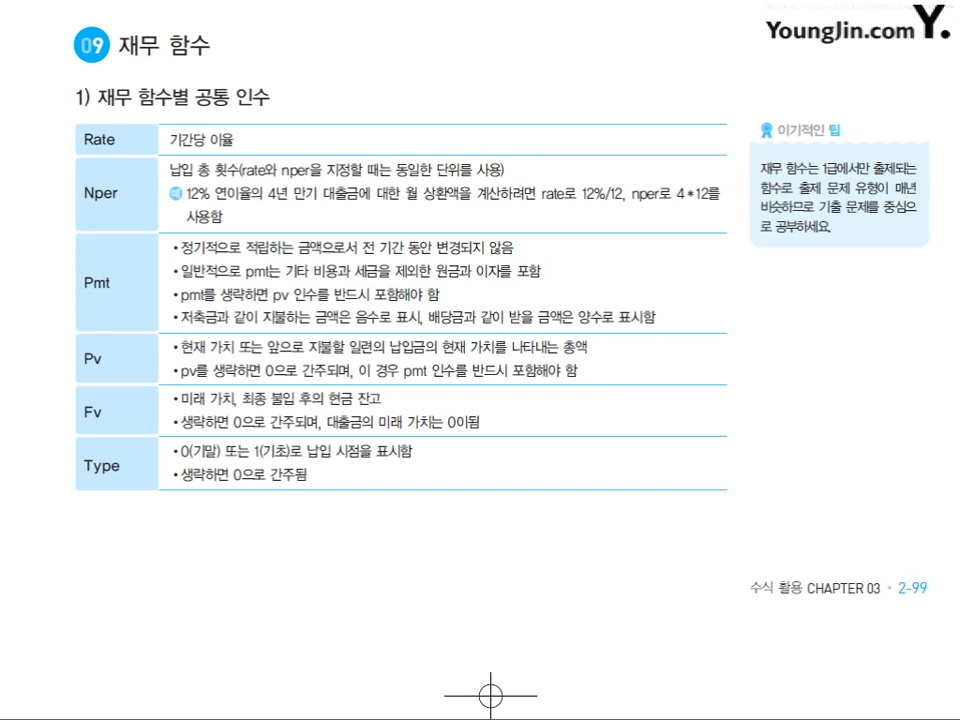 YoungJin.com Y.
09 재무 함수
1) 재무 함수별 공통 인수
Rate
기간당 이율
Nper
납입 총 횟수(rate와 nper을 지정할 때는 동일한 단위를 사용)
예 12% 연이율의 4년 만기 대출금에 대한 월 상환액을 계산하려면 rate로 12%/12, nper로 4*12를
사용함
Pmt
• 정기적으로 적립하는 금액으로서 전 기간 동안 변경되지 않음
• 일반적으로 pmt는 기타 비용과 세금을 제외한 원금과 이자를 포함
• pmt를 생략하면 pv 인수를 반드시 포함해야 함
• 저축금과 같이 지불하는 금액은 음수로 표시, 배당금과 같이 받을 금액은 양수로 표시함
Pv
• 현재 가치 또는 앞으로 지불할 일련의 납입금의 현재 가치를 나타내는 총액
• pv를 생략하면 0으로 간주되며, 이 경우 pmt 인수를 반드시 포함해야 함
Fv
• 미래 가치, 최종 불입 후의 현금 잔고
• 생략하면 0으로 간주되며, 대출금의 미래 가치는 0이됨
Type
• 0(기말) 또는 1(기초)로 납입 시점을 표시함
• 생략하면 0으로 간주됨
이기적인 팁
재무 함수는 1급에서만 출제되는
함수로 출제 문제 유형이 매년
비슷하므로 기출 문제를 중심으
로 공부하세요.
수식 활용 CHAPTER 03 • 2-99